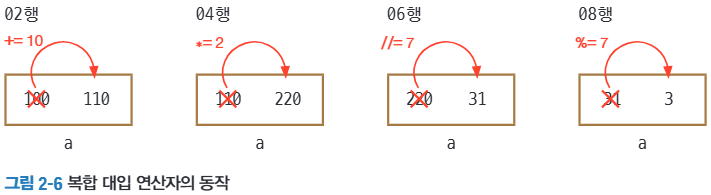 02행 04행 06행 08행
+= 10 *= 2 //= 7 %= 7
100 110 110 220 220 31 31 3
a a a a
그림 2-6 복합 대입 연산자의 동작